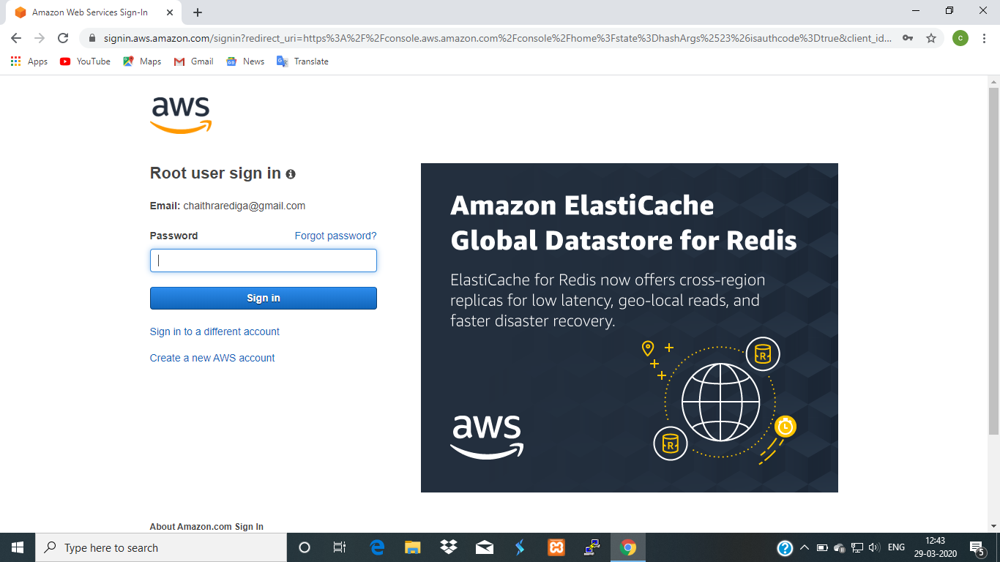 Amazon Web Services Sign-In
signin.aws.amazon.com/signin?redirect_uri=https%3A%2F%2Fconsole.aws.amazon.com%2Fconsole%2Fhome%3Fstate%3DhashArgs%2523%26isauthcode%3Dtrue&client_id...
c
Apps YouTube Maps Gmail News Translate
aws
Root user sign in
Email: chaithrarediga@gmail.com
Password Forgot password?
Sign in
Sign in to a different account
Create a new AWS account
Amazon ElastiCache
Global Datastore for Redis
ElastiCache for Redis now offers cross-region
replicas for low latency, geo-local reads, and
faster disaster recovery.
R
R
aws
About Amazon.com Sign In
Type here to search
ENG
12:43
29-03-2020
5